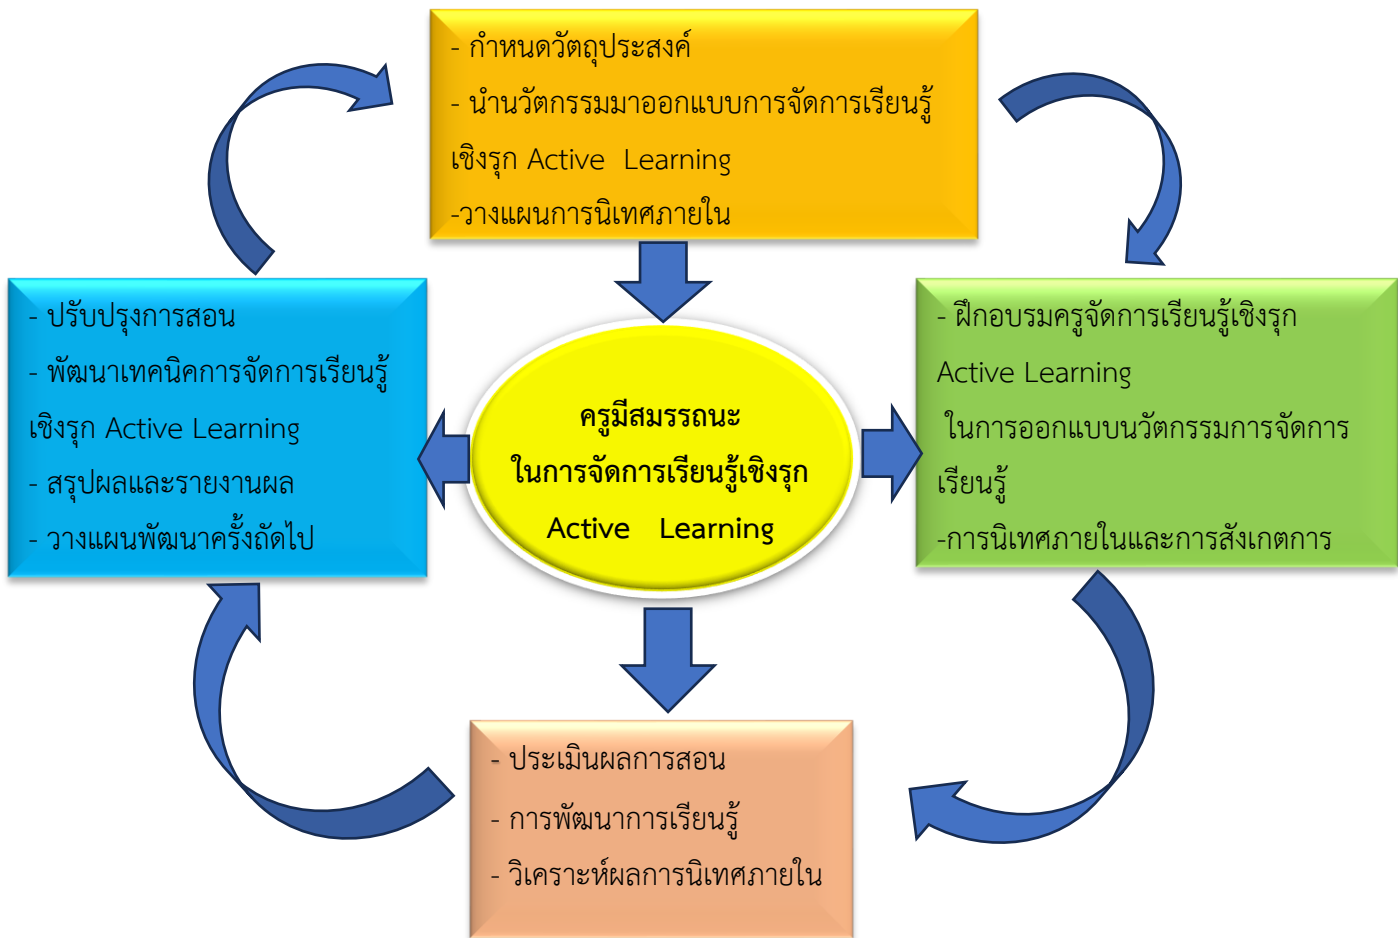 - กำหนดวัตถุประสงค์
- นำนวัตกรรมมาออกแบบการจัดการเรียนรู้
เชิงรุก Active Learning
-วางแผนการนิเทศภายใน
- ปรับปรุงการสอน
- พัฒนาเทคนิคการจัดการเรียนรู้
เชิงรุก Active Learning
- สรุปผลและรายงานผล
- วางแผนพัฒนาครั้งถัดไป
ครูมีสมรรถนะ
ในการจัดการเรียนรู้เชิงรุก
Active Learning
- ฝึกอบรมครูจัดการเรียนรู้เชิงรุก
Active Learning
ในการออกแบบนวัตกรรมการจัดการ
เรียนรู้
-การนิเทศภายในและการสังเกตการ
- ประเมินผลการสอน
- การพัฒนาการเรียนรู้
- วิเคราะห์ผลการนิเทศภายใน